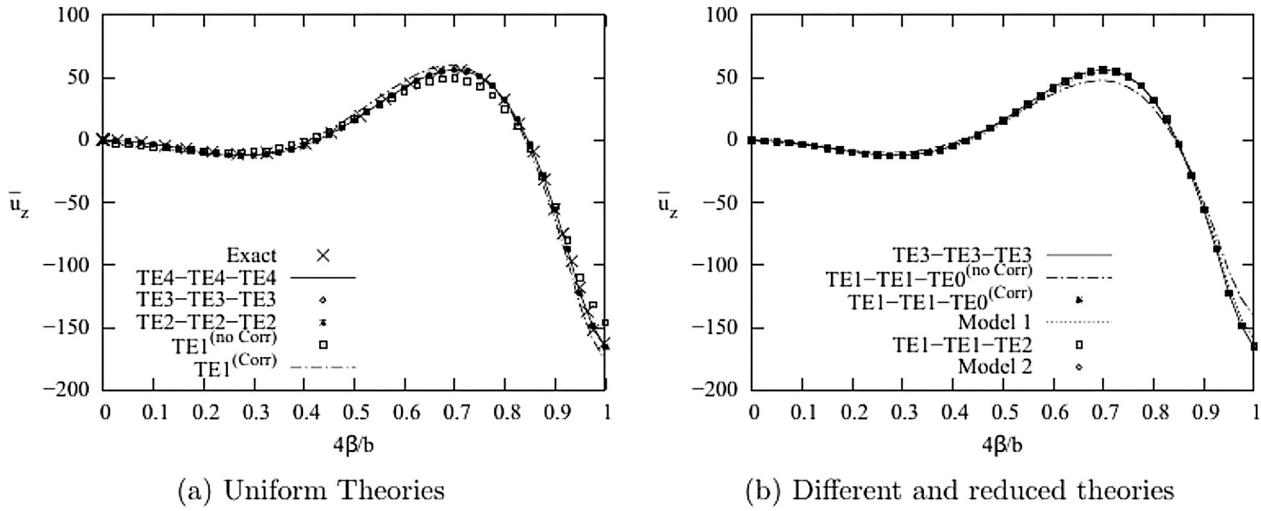 100
50
0
−50
−100
−150
−200
u̅z
Exact
TE4−TE4−TE4
TE3−TE3−TE3
TE2−TE2−TE2
TE1(no Corr)
TE1(Corr)
0 0.1 0.2 0.3 0.4 0.5 0.6 0.7 0.8 0.9 1
4β/b
(a) Uniform Theories
100
50
0
−50
−100
−150
−200
u̅z
TE3−TE3−TE3
TE1−TE1−TE0(no Corr)
TE1−TE1−TE0(Corr)
Model 1
TE1−TE1−TE2
Model 2
0 0.1 0.2 0.3 0.4 0.5 0.6 0.7 0.8 0.9 1
4β/b
(b) Different and reduced theories